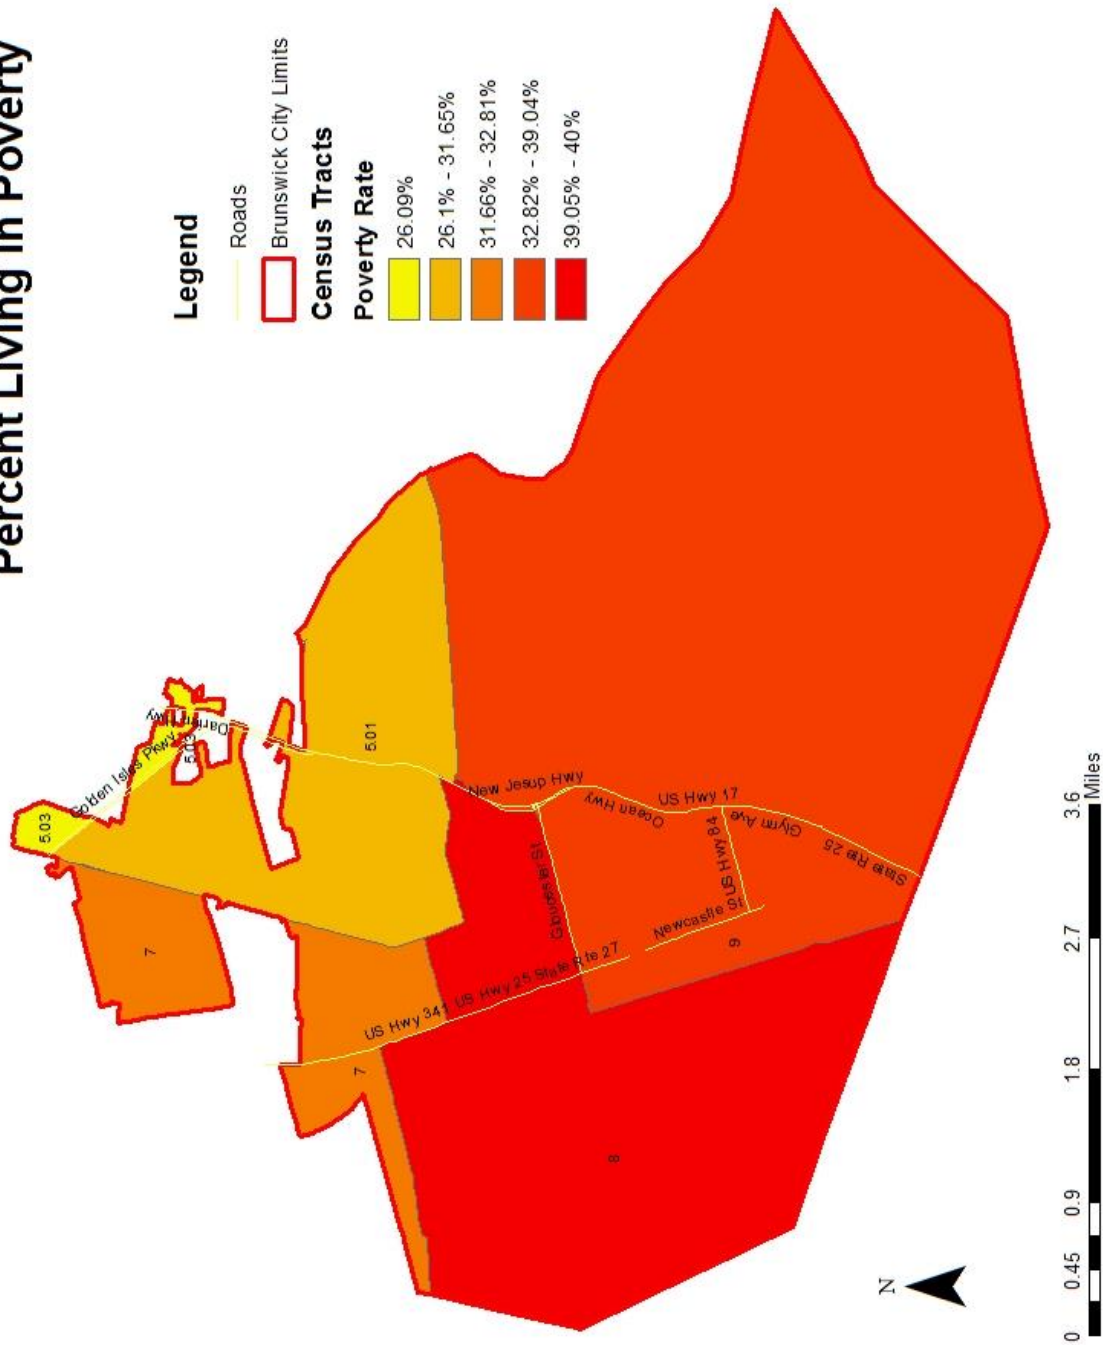 Percent Living in Poverty
Legend
Roads
Brunswick City Limits
Census Tracts
Poverty Rate
26.09%
26.1% - 31.65%
31.66% - 32.81%
32.82% - 39.04%
39.05% - 40%
5.03
Golden Isles Pkwy
Darien Hwy
5.03
7
5.01
7
US Hwy 341
US Hwy 25 State Rte 27
New Jesup Hwy
Gloucester St
Ocean Hwy
US Hwy 17
US Hwy 84
Glynn Ave
Newcastle St
State Rte 25
9
8
N
0 0.45 0.9 1.8 2.7 3.6
Miles